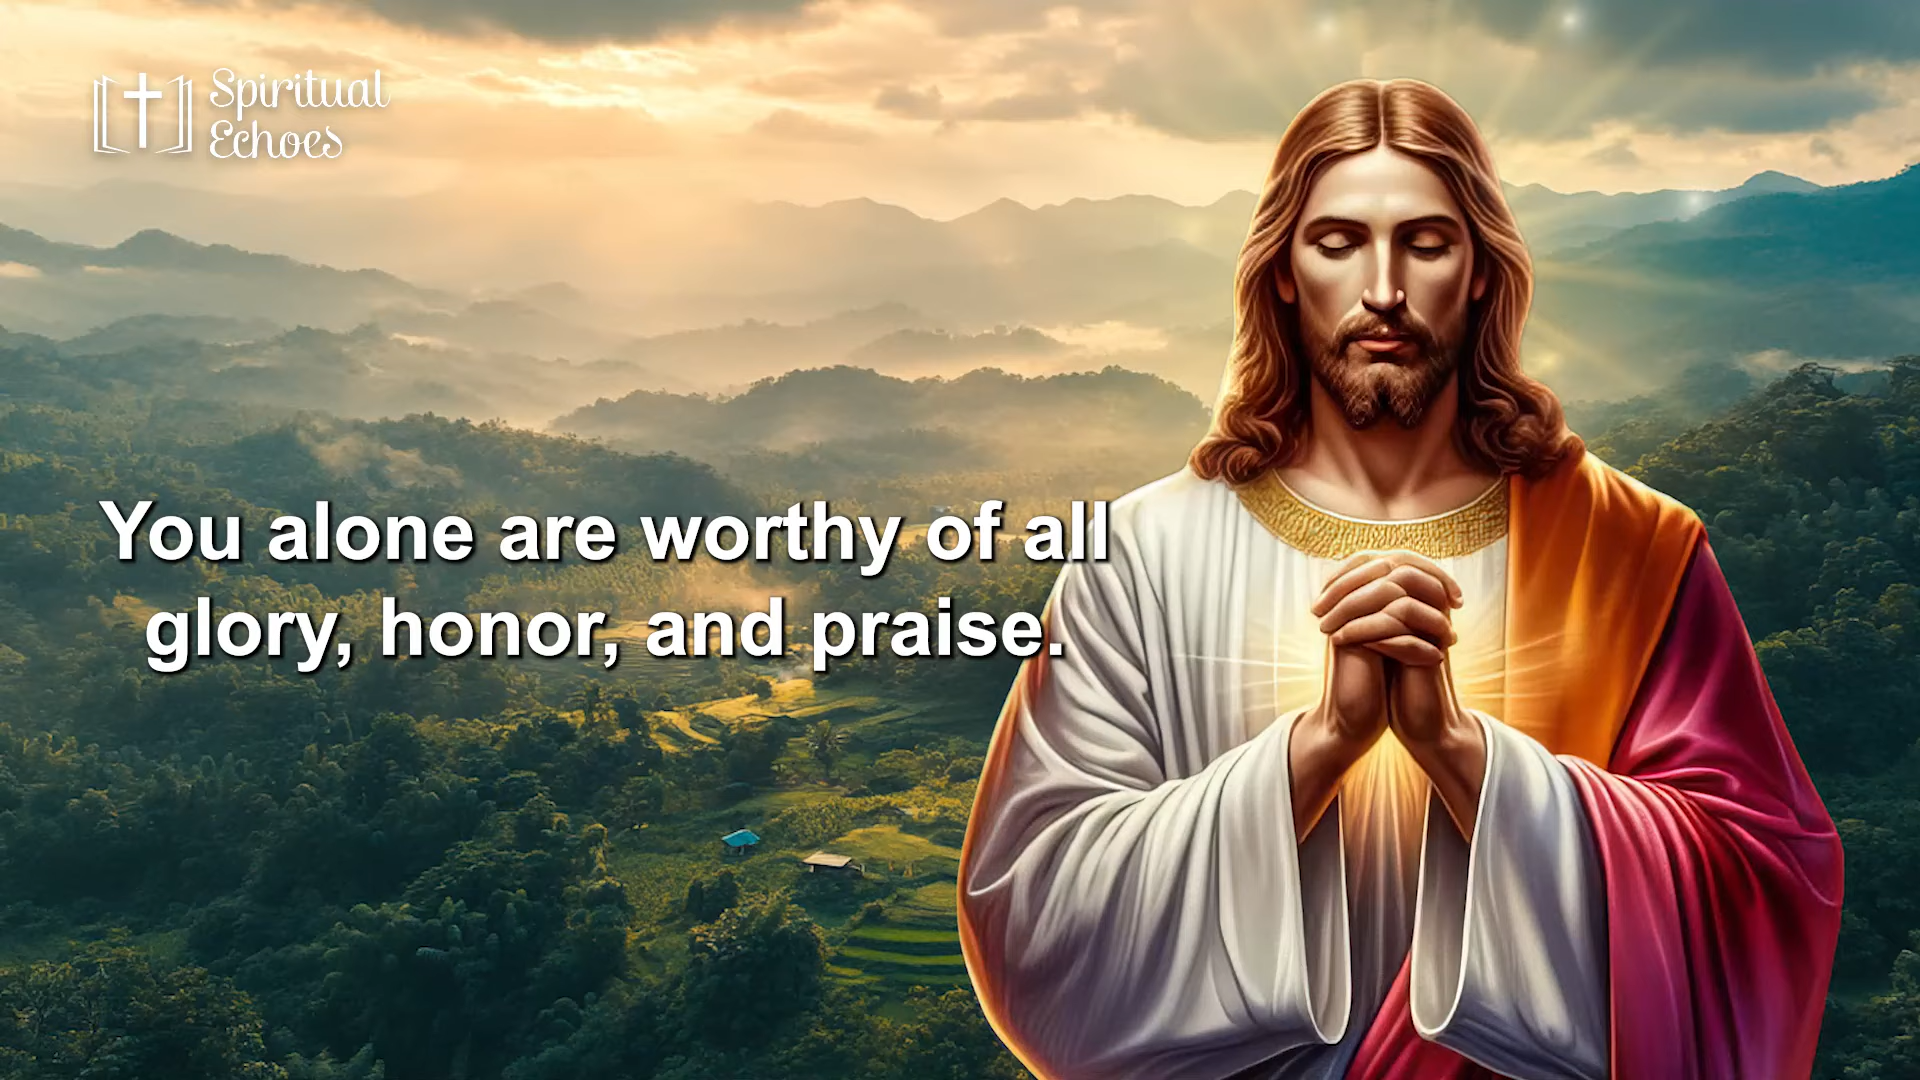 Spiritual
Echoes
You alone are worthy of all
glory, honor, and praise.